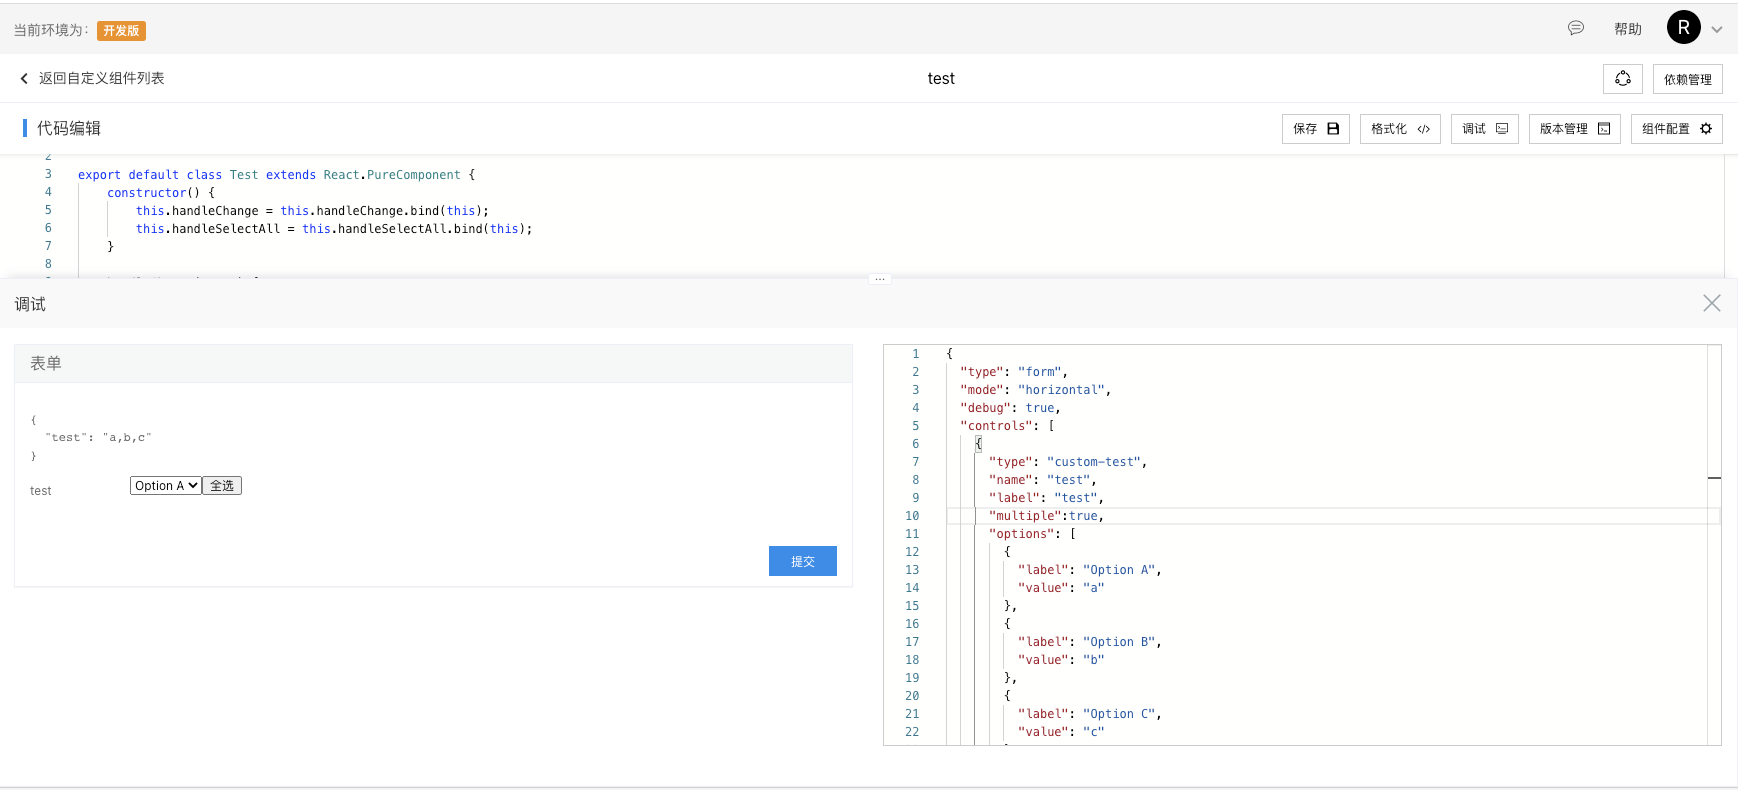 当前环境为: 开发版 帮助 R
返回自定义组件列表 test 依赖管理
代码编辑 保存 格式化 调试 版本管理 组件配置
2
3 export default class Test extends React.PureComponent {
4 constructor() {
5 this.handleChange = this.handleChange.bind(this);
6 this.handleSelectAll = this.handleSelectAll.bind(this);
7 }
8
调试
表单
{
"test": "a,b,c"
}
test Option A 全选
提交
1 {
2 "type": "form",
3 "mode": "horizontal",
4 "debug": true,
5 "controls": [
6 {
7 "type": "custom-test",
8 "name": "test",
9 "label": "test",
10 "multiple":true,
11 "options": [
12 {
13 "label": "Option A",
14 "value": "a"
15 },
16 {
17 "label": "Option B",
18 "value": "b"
19 },
20 {
21 "label": "Option C",
22 "value": "c"